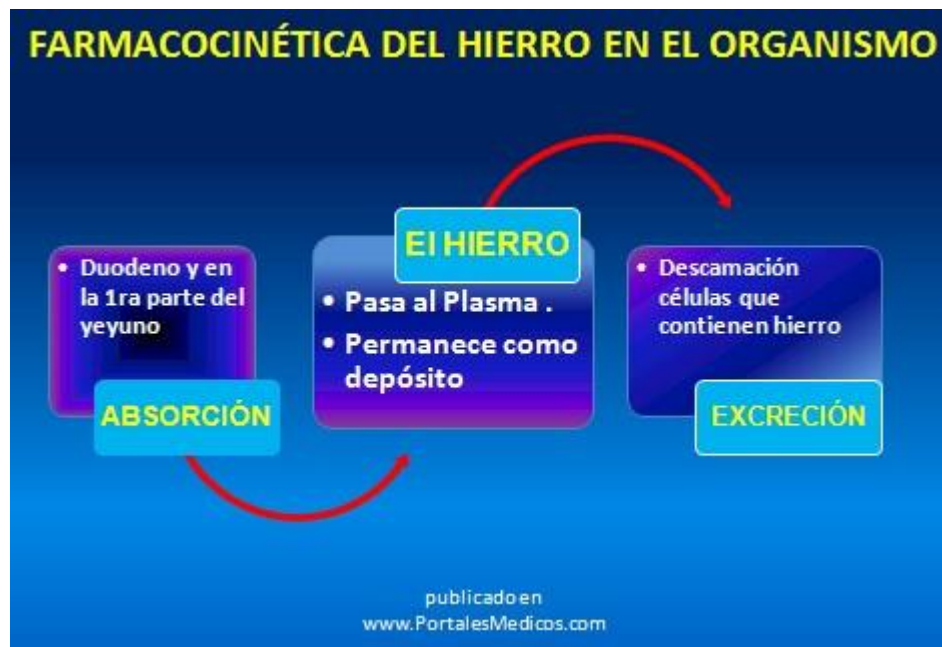 FARMACOCINÉTICA DEL HIERRO EN EL ORGANISMO
• Duodeno y en
la 1ra parte del
yeyuno
ABSORCIÓN
El HIERRO
• Pasa al Plasma .
• Permanece como
depósito
• Descamación
células que
contienen hierro
EXCRECIÓN
publicado en
www.PortalesMedicos.com